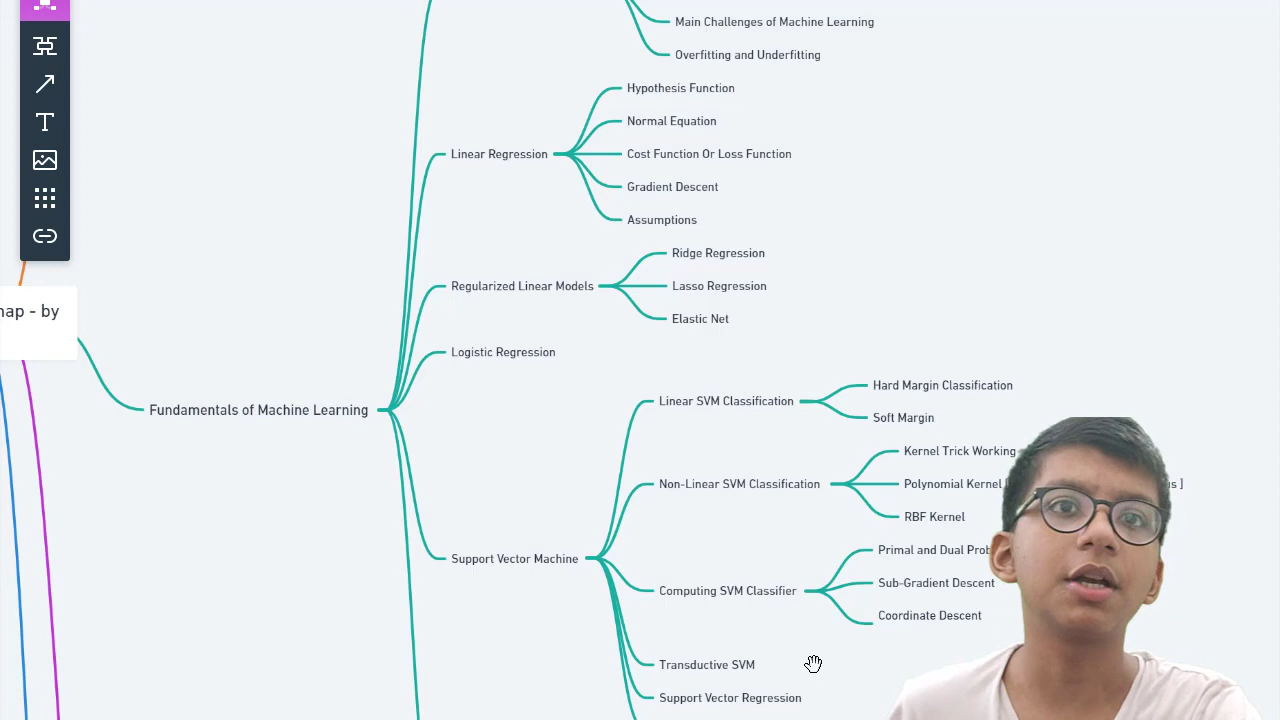 Main Challenges of Machine Learning
Overfitting and Underfitting
Hypothesis Function
Normal Equation
Linear Regression
Cost Function Or Loss Function
Gradient Descent
Assumptions
Ridge Regression
Regularized Linear Models
Lasso Regression
Elastic Net
- by
Logistic Regression
Fundamentals of Machine Learning
Linear SVM Classification
Hard Margin Classification
Soft Margin
Non-Linear SVM Classification
Kernel Trick Working
Polynomial Kernel [ ]
RBF Kernel
Support Vector Machine
Computing SVM Classifier
Primal and Dual
Sub-Gradient Descent
Coordinate Descent
Transductive SVM
Support Vector Regression